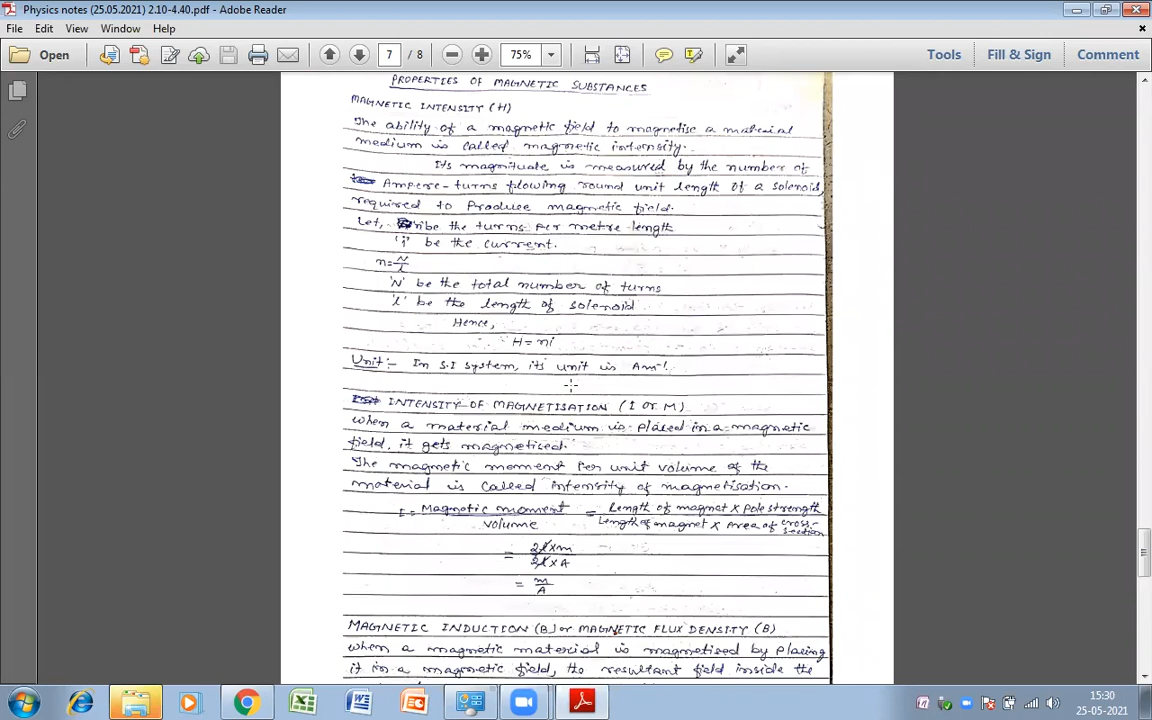 Physics notes (25.05.2021) 2.10-4.40.pdf - Adobe Reader
File Edit View Window Help
Open 7 / 8 75% Tools Fill & Sign Comment
PROPERTIES OF MAGNETIC SUBSTANCES
MAGNETIC INTENSITY (H)
The ability of a magnetic field to magnetise a material
medium is called magnetic intensity.
Its magnitude is measured by the number of
Ampere-turns flowing round unit length of a solenoid,
required to Produce magnetic field.
Let, 'n' be the turns per metre length
'i' be the current.
n = N/l
'N' be the total number of turns
'l' be the length of solenoid
Hence,
∴ H = ni
Unit:- In S.I system, its unit is Am⁻¹.
INTENSITY OF MAGNETISATION (I or M)
when a material medium is placed in a magnetic
field, it gets magnetised.
The magnetic moment Per unit volume of the
material is called intensity of magnetisation.
I = Magnetic moment / volume = Length of magnet x pole strength / Length of magnet x Area of cross-section
= 2l x m / 2l x A
= m / A
MAGNETIC INDUCTION (B) or MAGNETIC FLUX DENSITY (B)
when a magnetic material is magnetised by placing
it in a magnetic field, the resultant field inside the
15:30
25-05-2021